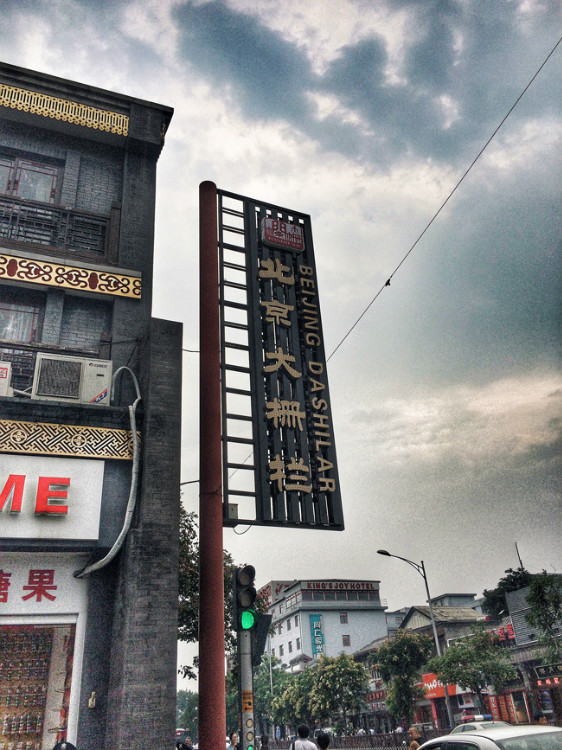 北京大栅栏
BEIJING DASHILAR
ME
糖果
KING'S JOY HOTEL